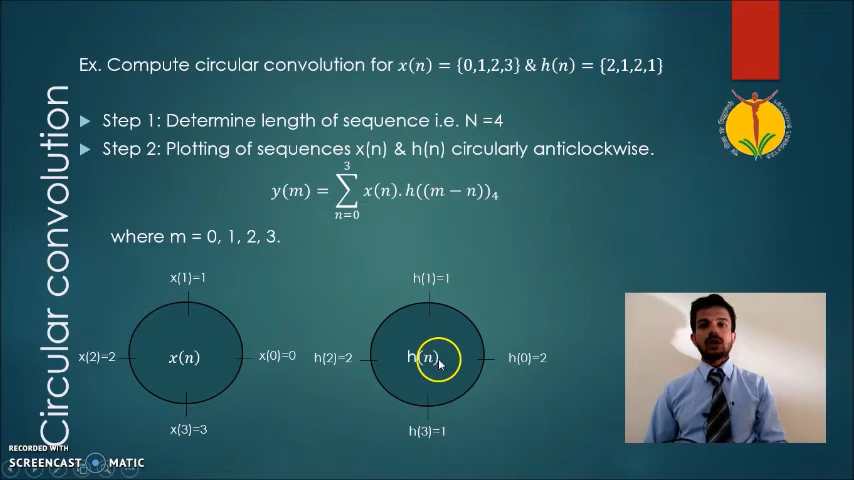 Circular convolution
Ex. Compute circular convolution for x(n) = {0,1,2,3} & h(n) = {2,1,2,1}
Step 1: Determine length of sequence i.e. N =4
Step 2: Plotting of sequences x(n) & h(n) circularly anticlockwise.
y(m) = ∑ₙ₌₀³ x(n). h((m − n))₄
where m = 0, 1, 2, 3.
x(1)=1
h(1)=1
x(2)=2
x(n)
x(0)=0
h(2)=2
h(n)
h(0)=2
x(3)=3
h(3)=1
RECORDED WITH
SCREENCAST MATIC